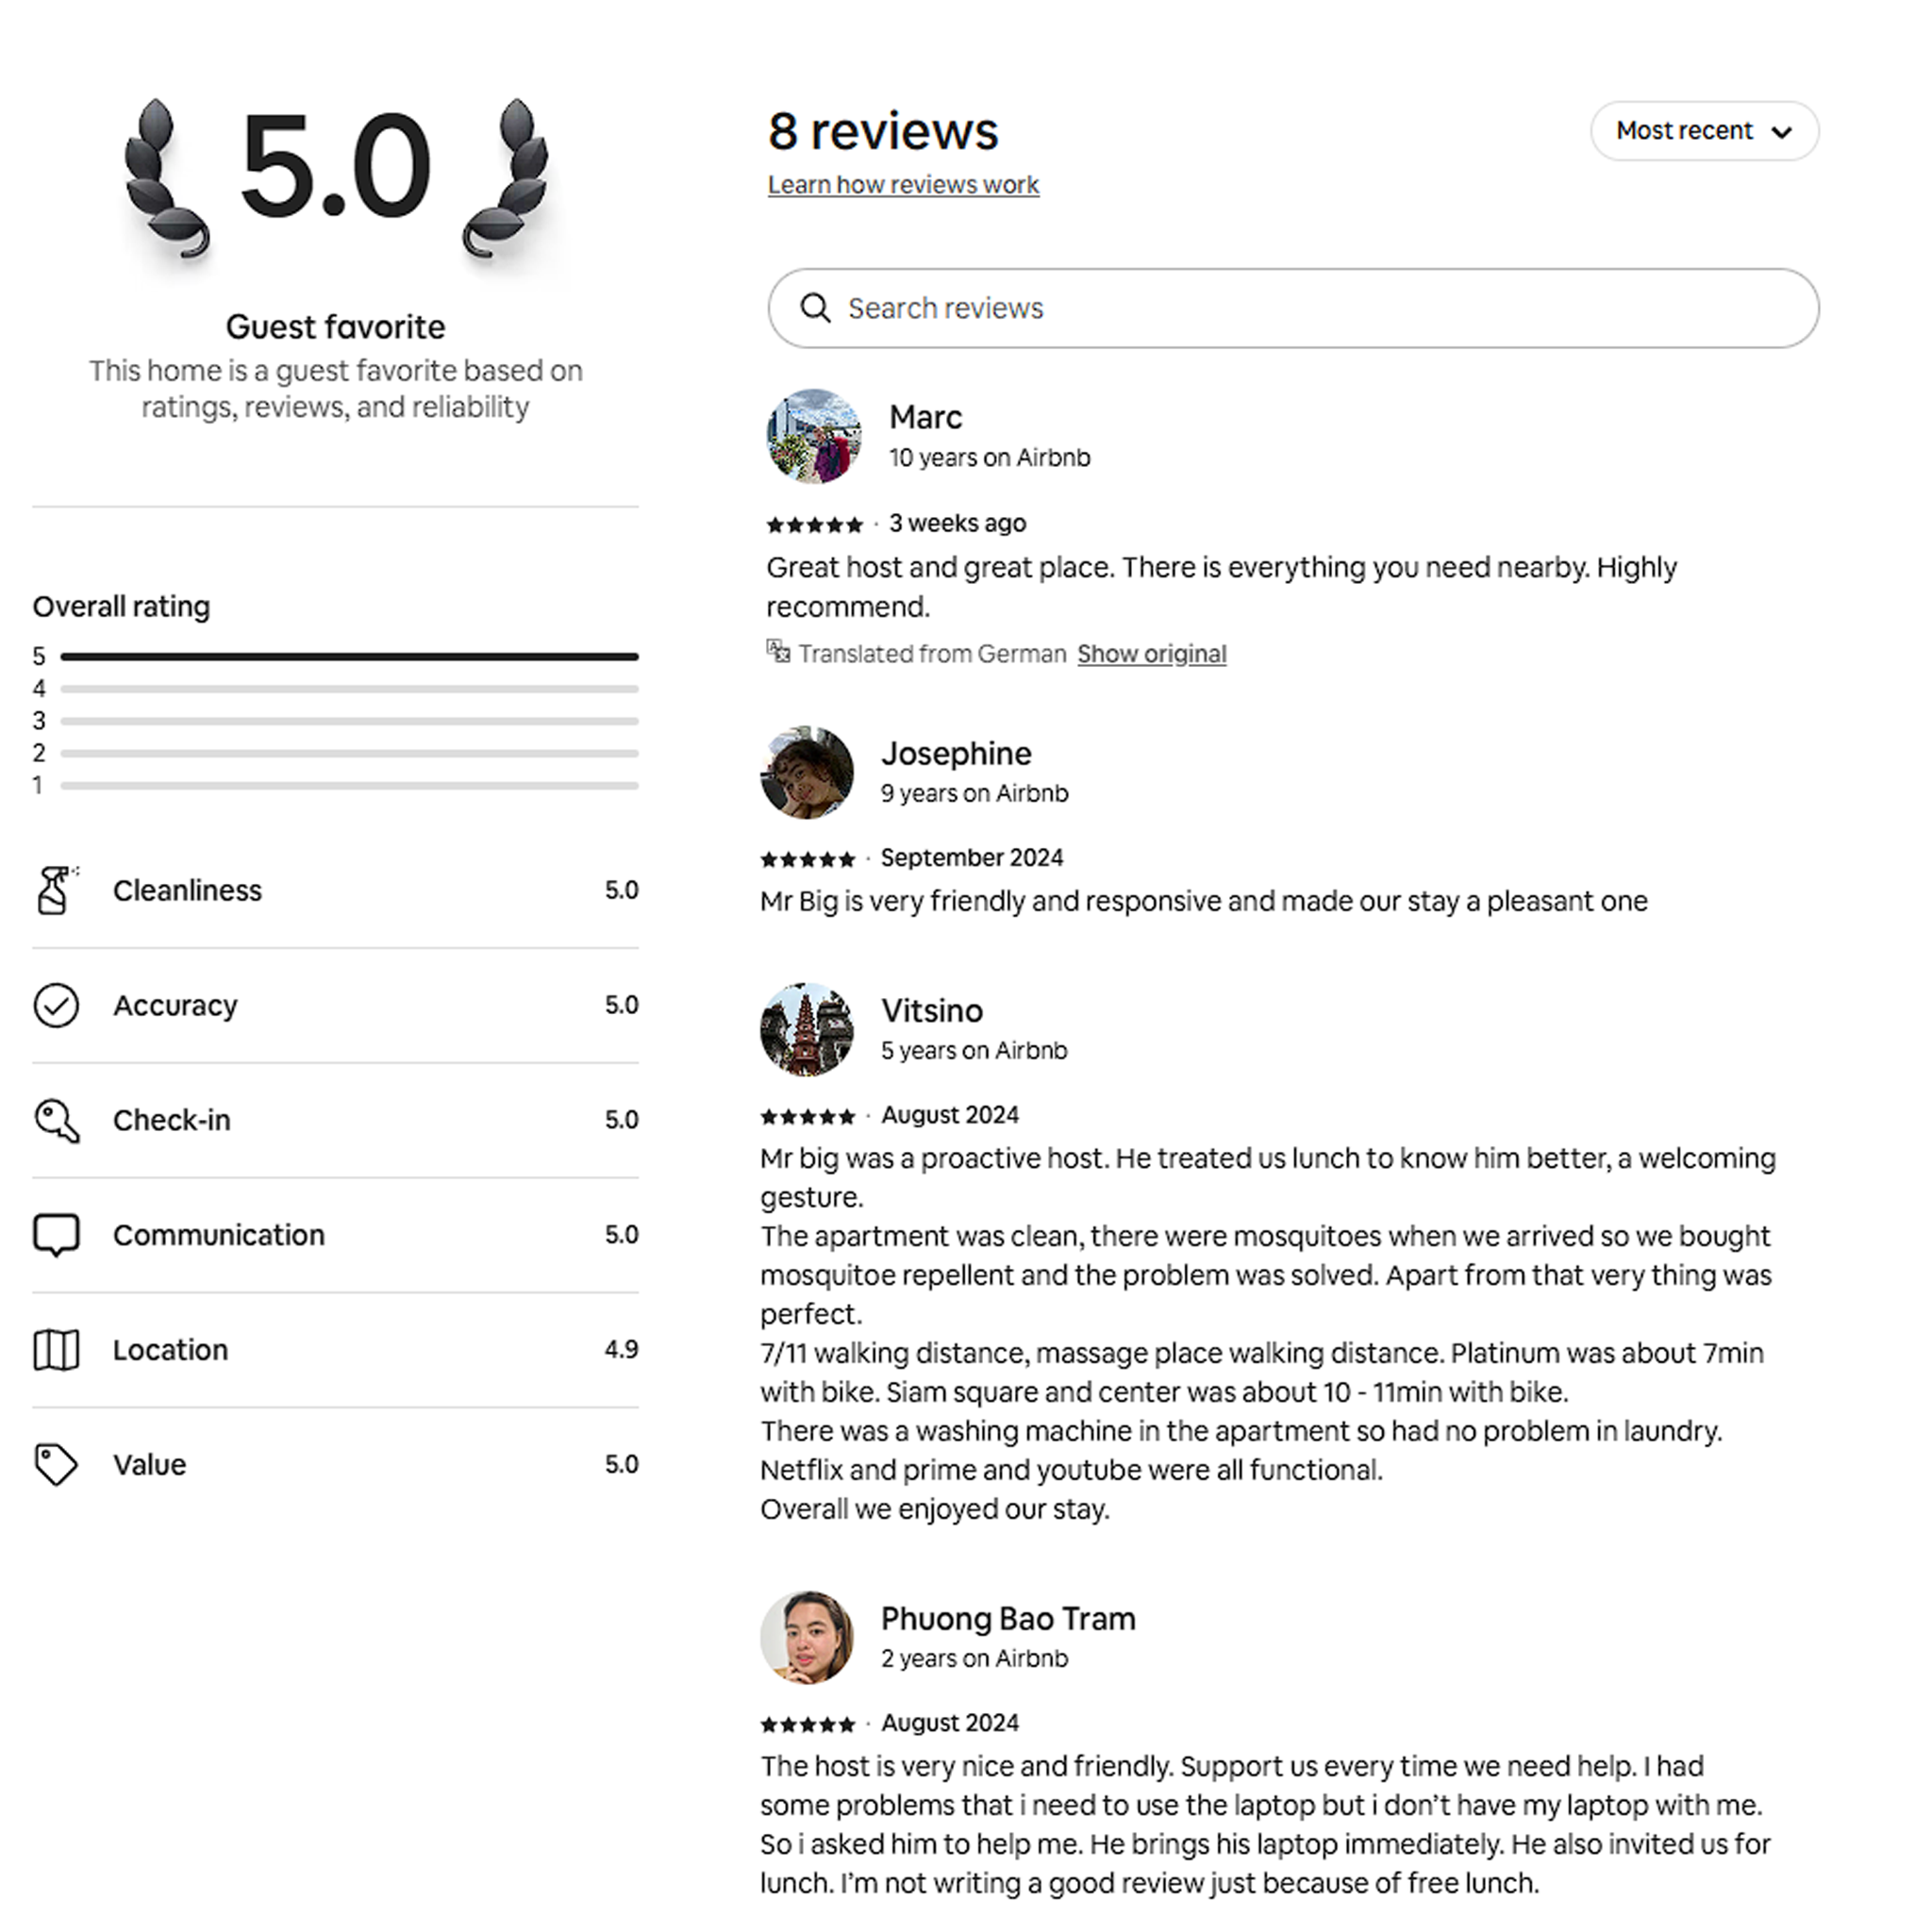 5.0
Guest favorite
This home is a guest favorite based on
ratings, reviews, and reliability
Overall rating
5
4
3
2
1
Cleanliness 5.0
Accuracy 5.0
Check-in 5.0
Communication 5.0
Location 4.9
Value 5.0
8 reviews
Most recent
Learn how reviews work
Search reviews
Marc
10 years on Airbnb
★★★★★ · 3 weeks ago
Great host and great place. There is everything you need nearby. Highly
recommend.
Translated from German Show original
Josephine
9 years on Airbnb
★★★★★ · September 2024
Mr Big is very friendly and responsive and made our stay a pleasant one
Vitsino
5 years on Airbnb
★★★★★ · August 2024
Mr big was a proactive host. He treated us lunch to know him better, a welcoming
gesture.
The apartment was clean, there were mosquitoes when we arrived so we bought
mosquitoe repellent and the problem was solved. Apart from that very thing was
perfect.
7/11 walking distance, massage place walking distance. Platinum was about 7min
with bike. Siam square and center was about 10 - 11min with bike.
There was a washing machine in the apartment so had no problem in laundry.
Netflix and prime and youtube were all functional.
Overall we enjoyed our stay.
Phuong Bao Tram
2 years on Airbnb
★★★★★ · August 2024
The host is very nice and friendly. Support us every time we need help. I had
some problems that i need to use the laptop but i don’t have my laptop with me.
So i asked him to help me. He brings his laptop immediately. He also invited us for
lunch. I’m not writing a good review just because of free lunch.